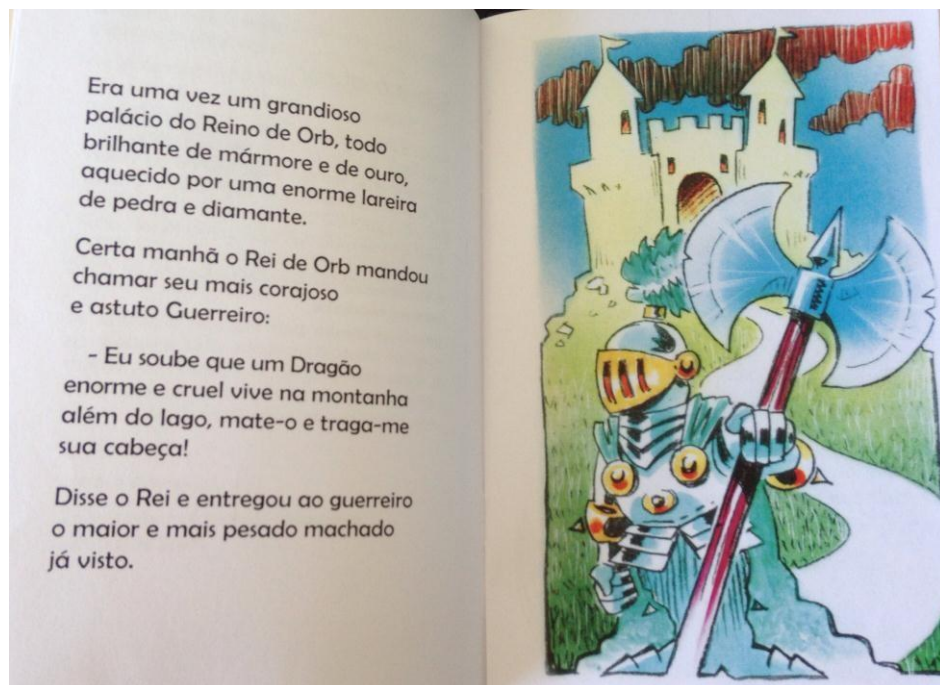 Era uma vez um grandioso
palácio do Reino de Orb, todo
brilhante de mármore e de ouro,
aquecido por uma enorme lareira
de pedra e diamante.
Certa manhã o Rei de Orb mandou
chamar seu mais corajoso
e astuto Guerreiro:
- Eu soube que um Dragão
enorme e cruel vive na montanha
além do lago, mate-o e traga-me
sua cabeça!
Disse o Rei e entregou ao guerreiro
o maior e mais pesado machado
já visto.